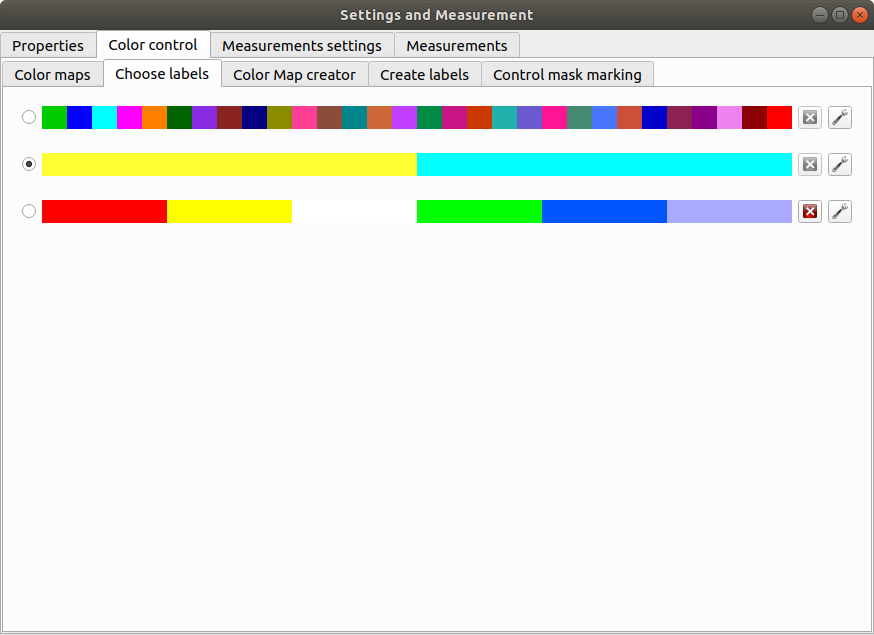 Settings and Measurement
Properties Color control Measurements settings Measurements
Color maps Choose labels Color Map creator Create labels Control mask marking